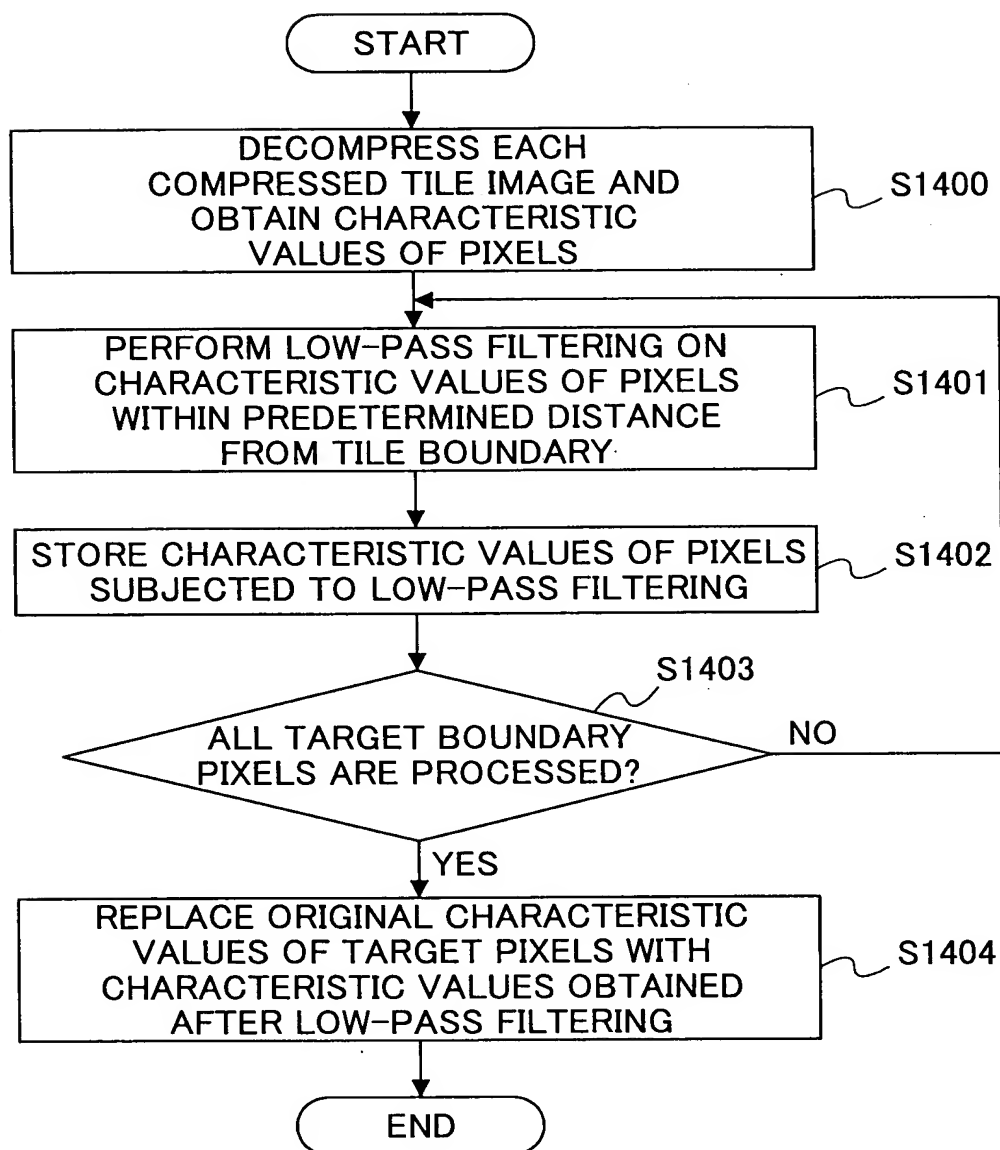 START
DECOMPRESS EACH
COMPRESSED TILE IMAGE AND
OBTAIN CHARACTERISTIC
VALUES OF PIXELS
S1400
PERFORM LOW-PASS FILTERING ON
CHARACTERISTIC VALUES OF PIXELS
WITHIN PREDETERMINED DISTANCE
FROM TILE BOUNDARY
S1401
STORE CHARACTERISTIC VALUES OF PIXELS
SUBJECTED TO LOW-PASS FILTERING
S1402
S1403
ALL TARGET BOUNDARY
PIXELS ARE PROCESSED?
NO
YES
REPLACE ORIGINAL CHARACTERISTIC
VALUES OF TARGET PIXELS WITH
CHARACTERISTIC VALUES OBTAINED
AFTER LOW-PASS FILTERING
S1404
END